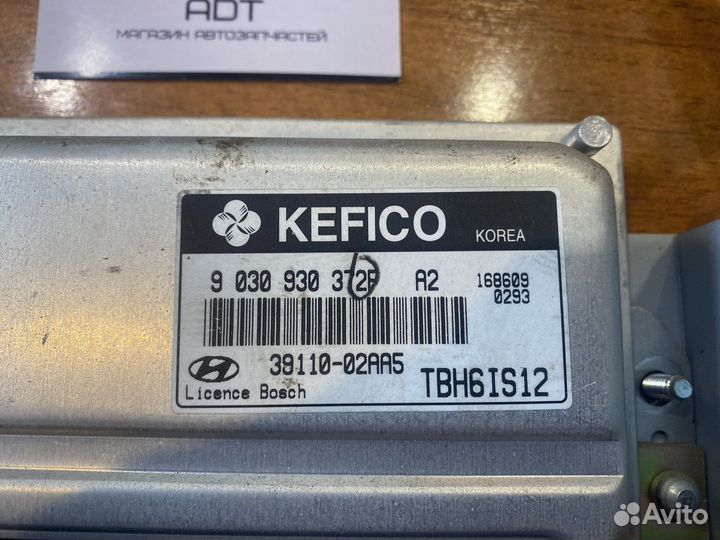 ADT
МАГАЗИН АВТОЗАПЧАСТЕЙ
KEFICO KOREA
9 030 930 372F A2 168609
0293
39110-02AA5
Licence Bosch TBH6IS12
Avito